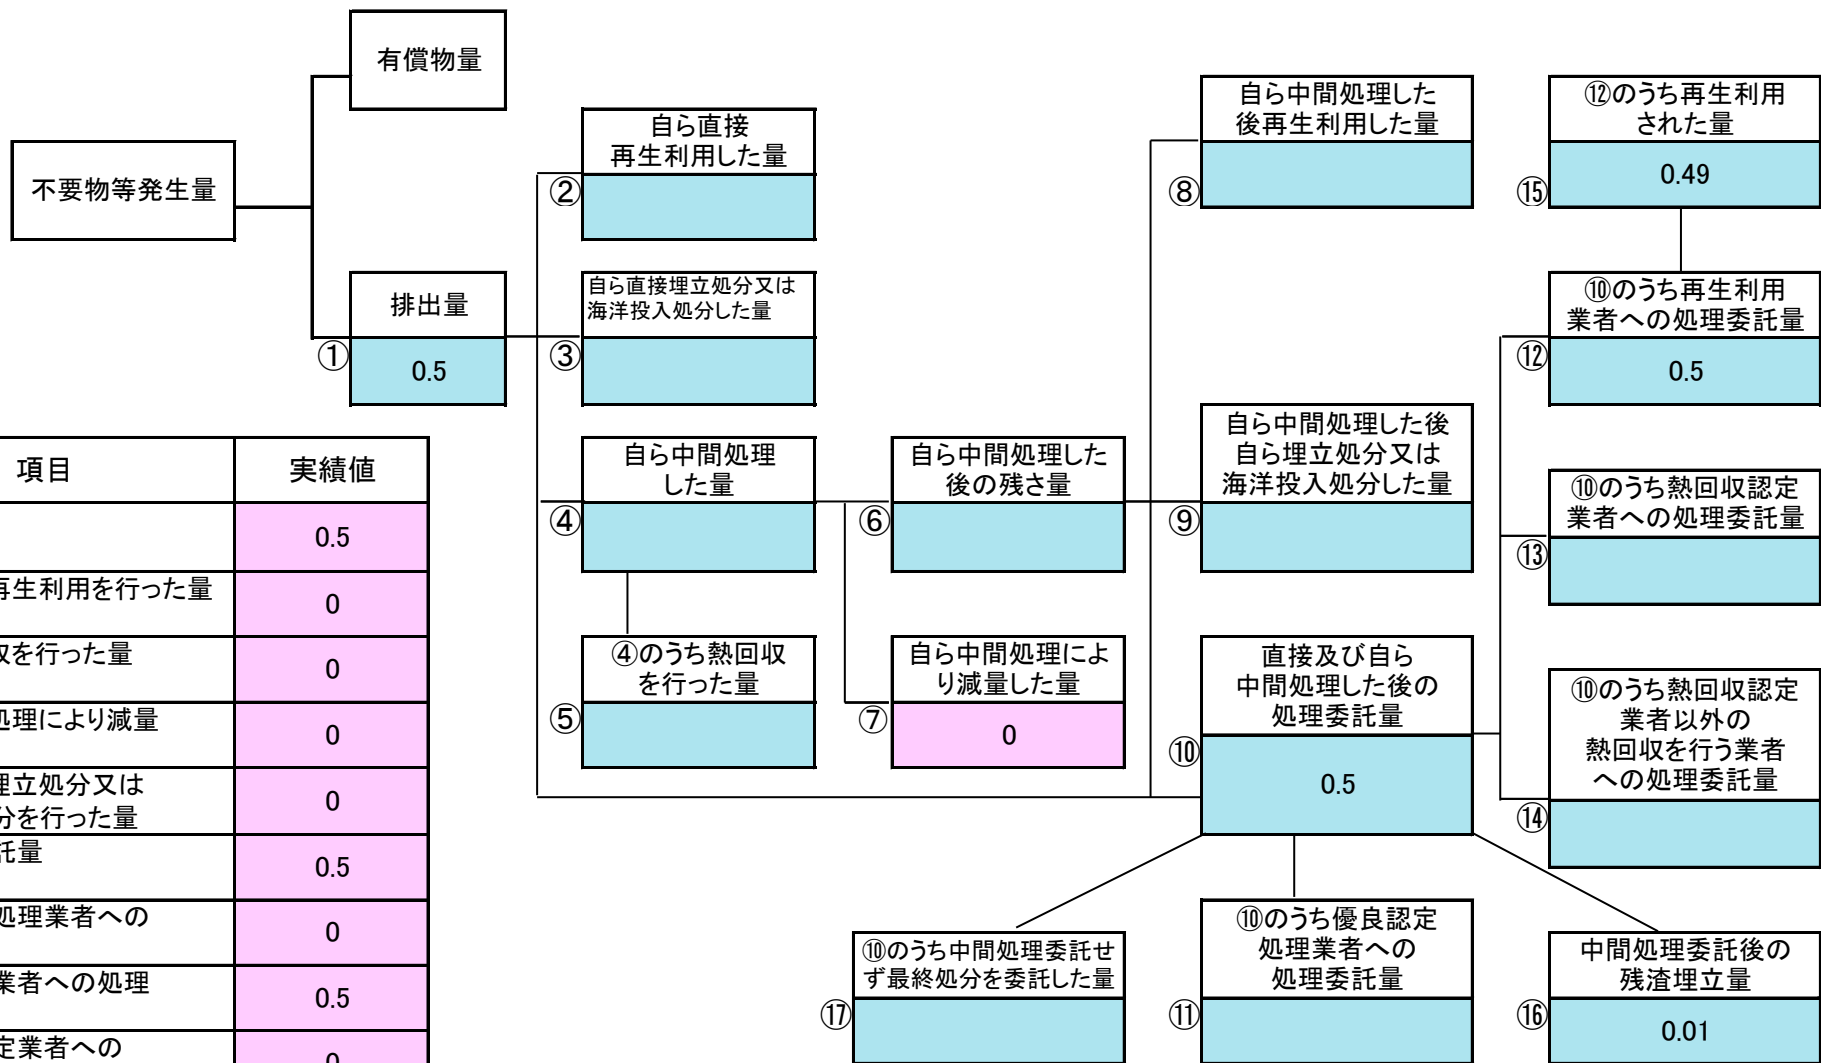 有償物量
不要物等発生量
排出量
①
0.5
自ら直接
再生利用した量
②
自ら直接埋立処分又は
海洋投入処分した量
③
自ら中間処理
した量
④
④のうち熱回収
を行った量
⑤
自ら中間処理した
後の残さ量
⑥
自ら中間処理によ
り減量した量
⑦
0
自ら中間処理した
後再生利用した量
⑧
自ら中間処理した後
自ら埋立処分又は
海洋投入処分した量
⑨
直接及び自ら
中間処理した後の
処理委託量
⑩
0.5
⑫のうち再生利用
された量
⑮
0.49
⑩のうち再生利用
業者への処理委託量
⑫
0.5
⑩のうち熱回収認定
業者への処理委託量
⑬
⑩のうち熱回収認定
業者以外の
熱回収を行う業者
への処理委託量
⑭
⑩のうち中間処理委託せ
ず最終処分を委託した量
⑰
⑩のうち優良認定
処理業者への
処理委託量
⑪
中間処理委託後の
残渣埋立量
⑯
0.01
項目
実績値
0.5
再生利用を行った量
0
を行った量
0
処理により減量
0
埋立処分又は
分を行った量
0
託量
0.5
処理業者への
0
業者への処理
0.5
定業者への
0